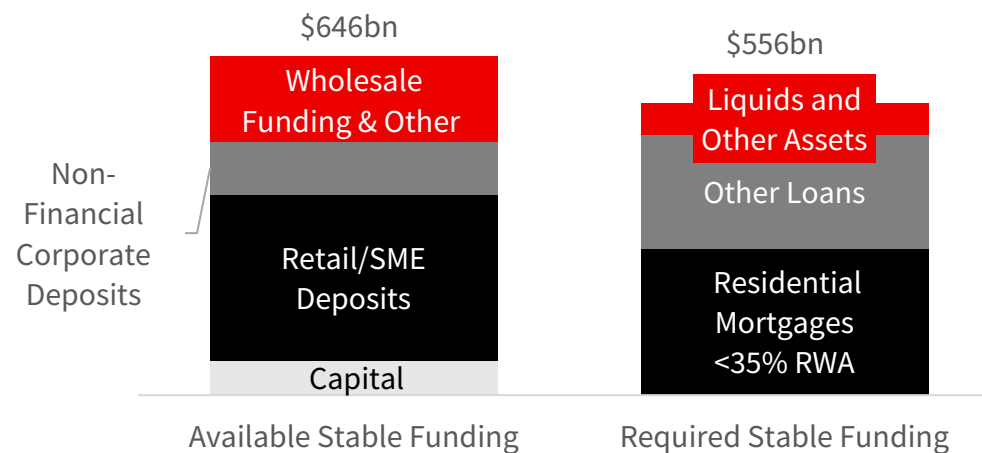 $646bn
Wholesale
Funding & Other
Non-
Financial
Corporate
Deposits
Retail/SME
Deposits
Capital
Available Stable Funding
$556bn
Liquids and
Other Assets
Other Loans
Residential
Mortgages
<35% RWA
Required Stable Funding